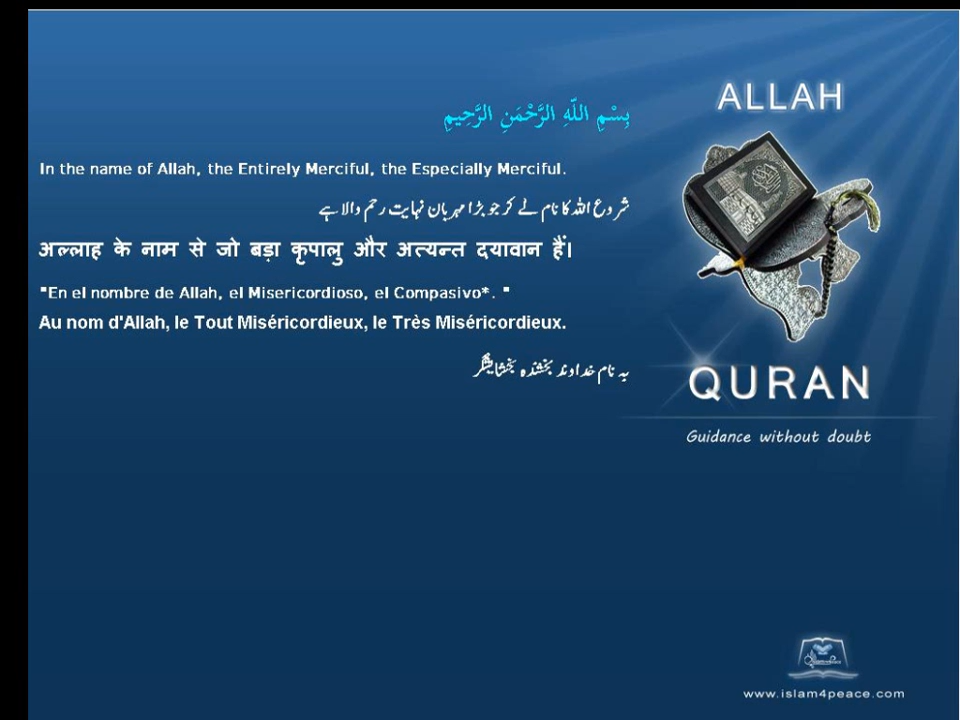 بِسْمِ اللّهِ الرَّحْمَنِ الرَّحِيمِ
In the name of Allah, the Entirely Merciful, the Especially Merciful.
شروع اللہ کا نام لے کر جو بڑا مہربان نہایت رحم والا ہے
अल्लाह के नाम से जो बड़ा कृपालु और अत्यन्त दयावान हैं।
"En el nombre de Allah, el Misericordioso, el Compasivo*. "
Au nom d'Allah, le Tout Miséricordieux, le Très Miséricordieux.
به نام خداوند بخشنده بخشایشگر
ALLAH
QURAN
Guidance without doubt
www.islam4peace.com